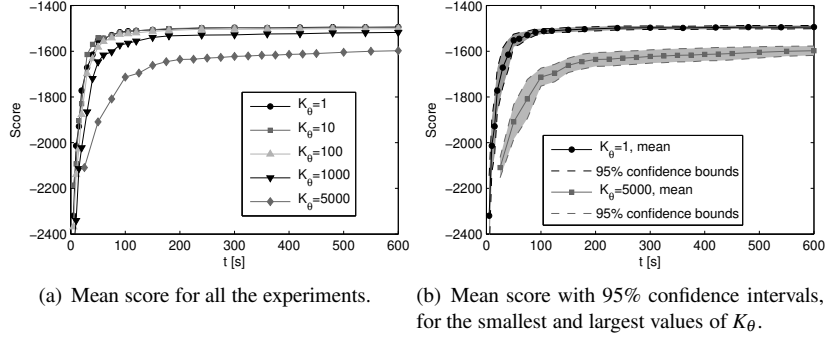 −1400
−1600
−1800
−2000
−2200
−2400
Score
0 100 200 300 400 500 600
t [s]
K_θ=1
K_θ=10
K_θ=100
K_θ=1000
K_θ=5000
(a) Mean score for all the experiments.
−1400
−1600
−1800
−2000
−2200
−2400
Score
0 100 200 300 400 500 600
t [s]
K_θ=1, mean
95% confidence bounds
K_θ=5000, mean
95% confidence bounds
(b) Mean score with 95% confidence intervals,
for the smallest and largest values of K_θ.